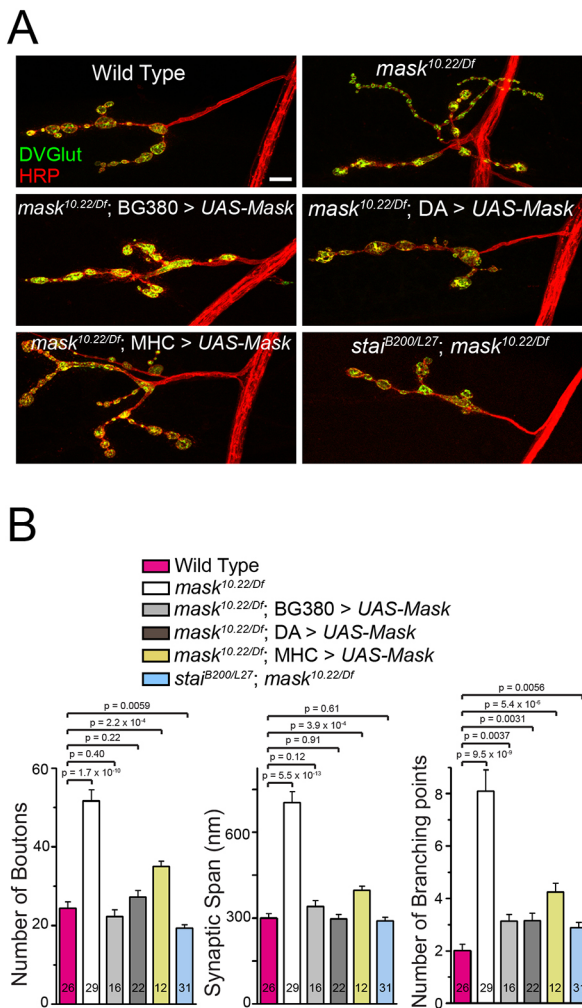 A
Wild Type
mask10.22/Df
DVGlut
HRP
mask10.22/Df; BG380 > UAS-Mask
mask10.22/Df; DA > UAS-Mask
mask10.22/Df; MHC > UAS-Mask
staiB200/L27; mask10.22/Df
B
Wild Type
mask10.22/Df
mask10.22/Df; BG380 > UAS-Mask
mask10.22/Df; DA > UAS-Mask
mask10.22/Df; MHC > UAS-Mask
staiB200/L27; mask10.22/Df
p = 0.0059
p = 2.2 x 10-4
p = 0.22
p = 0.40
p = 1.7 x 10-10
60
40
20
0
Number of Boutons
26 29 16 22 12 31
p = 0.61
p = 3.9 x 10-4
p = 0.91
p = 0.12
p = 5.5 x 10-13
600
300
0
Synaptic Span (nm)
26 29 16 22 12 31
p = 0.0056
p = 5.4 x 10-6
p = 0.0031
p = 0.0037
p = 9.5 x 10-9
8
6
4
2
0
Number of Branching points
26 29 16 22 12 31